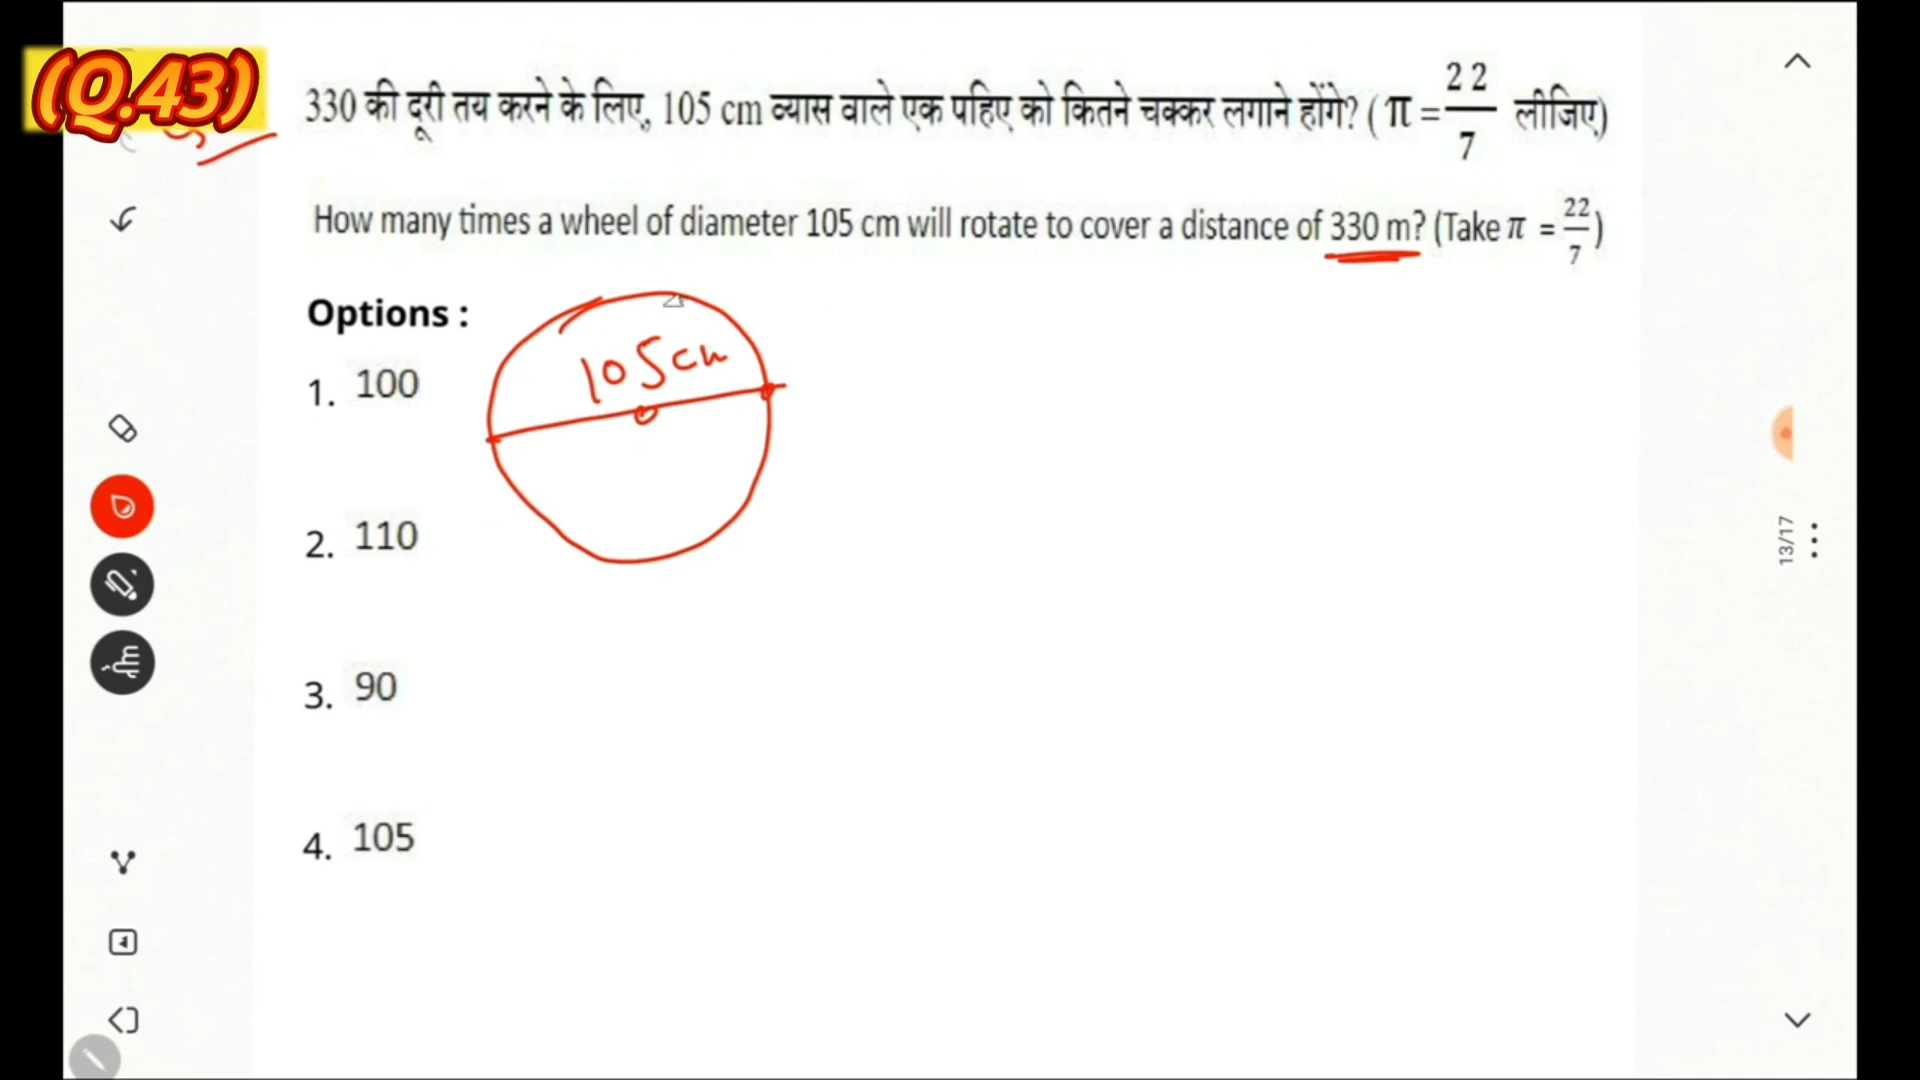 (Q.43)
330 की दूरी तय करने के लिए, 105 cm व्यास वाले एक पहिए को कितने चक्कर लगाने होंगे? ( π = 22/7 लीजिए)
How many times a wheel of diameter 105 cm will rotate to cover a distance of 330 m? (Take π = 22/7)
Options :
105 cm
1. 100
2. 110
3. 90
4. 105
13/17